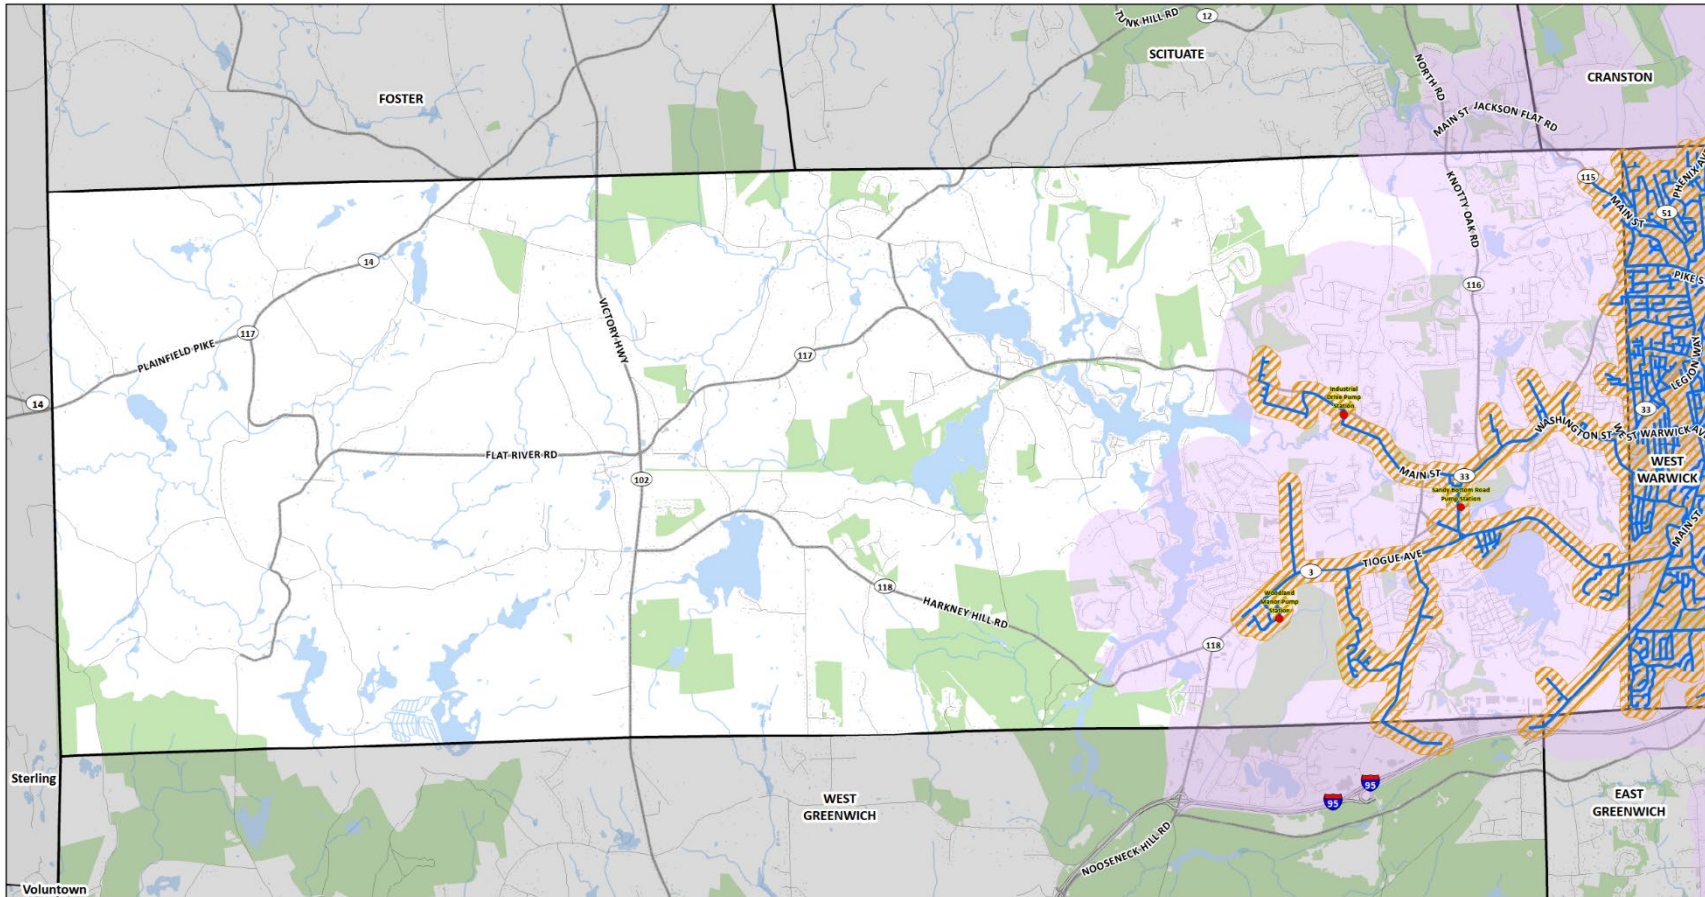 TUNK HILL RD
12
SCITUATE
CRANSTON
FOSTER
NORTH RD
MAIN ST
JACKSON FLAT RD
115
MAIN ST
PHENIX AVE
51
KNOTTY OAK RD
14
116
PIKE ST
VICTORY HWY
117
PLAINFIELD PIKE
117
LEGION WAY
14
Industrial
Drive Pump
Station
33
WASHINGTON ST
WEST WARWICK AVE
FLAT RIVER RD
MAIN ST
33
WEST
WARWICK
102
Sandy Bottom Road
Pump Station
MAIN ST
TIOGUE AVE
3
118
HARKNEY HILL RD
Woodland
Manor Pump
Station
118
Sterling
WEST
GREENWICH
95
95
EAST
GREENWICH
NOOSENECK HILL RD
Voluntown